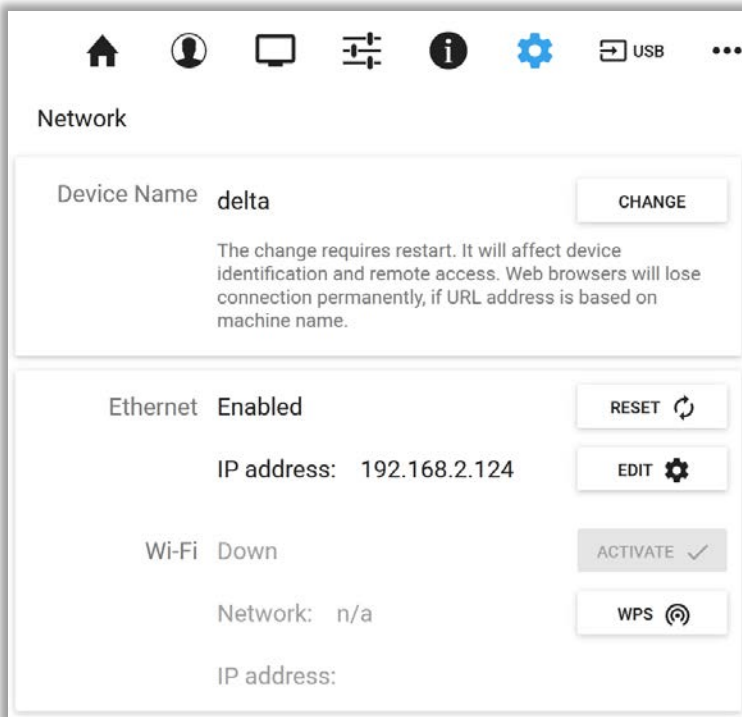 USB
Network
Device Name delta CHANGE
The change requires restart. It will affect device
identification and remote access. Web browsers will lose
connection permanently, if URL address is based on
machine name.
Ethernet Enabled RESET
IP address: 192.168.2.124 EDIT
Wi-Fi Down ACTIVATE
Network: n/a WPS
IP address: